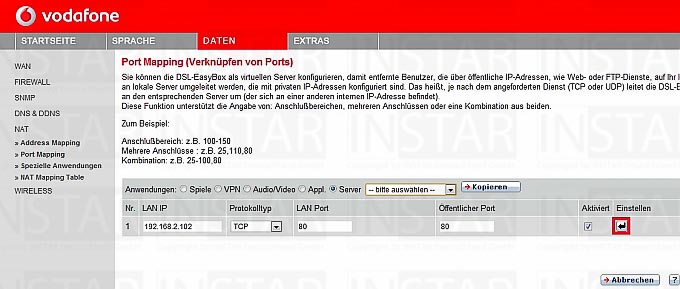 vodafone
STARTSEITE SPRACHE DATEN EXTRAS
WAN
FIREWALL
SNMP
DNS & DDNS
NAT
» Address Mapping
» Port Mapping
» Spezielle Anwendungen
» NAT Mapping Table
WIRELESS
Port Mapping (Verknüpfen von Ports)
Sie können die DSL-EasyBox als virtuellen Server konfigurieren, damit entfernte Benutzer, die über öffentliche IP-Adressen, wie Web- oder FTP-Dienste, auf Ihr l
an lokale Server umgeleitet werden, die mit privaten IP-Adressen konfiguriert sind. Das heißt, je nach dem angeforderten Dienst (TCP oder UDP) leitet die DSL-E
an den entsprechenden Server um (der sich an einer anderen internen IP-Adresse befindet).
Diese Funktion unterstützt die Angabe von: Anschlußbereichen, mehreren Anschlüssen oder eine Kombination aus beiden.
Zum Beispiel:
Anschlußbereich: z.B. 100-150
Mehrere Anschlüsse : z.B. 25,110,80
Kombination: z.B. 25-100,80
Anwendungen: Spiele VPN Audio/Video Appl. Server -- bitte auswählen -- » Kopieren
Nr. LAN IP Protokolltyp LAN Port Öffentlicher Port Aktiviert Einstellen
1 192.168.2.102 TCP 80 80
» Abbrechen ?
INSTAR INSTAR INSTAR